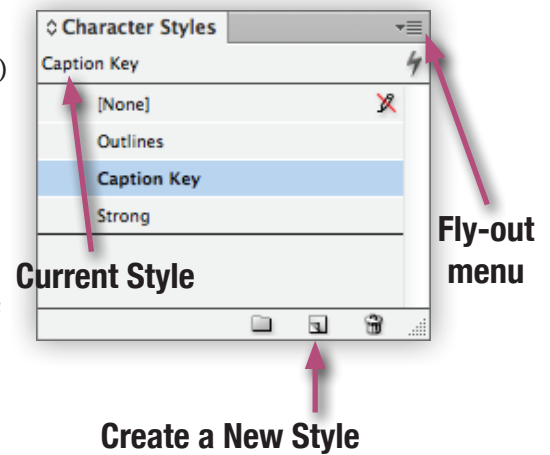 Character Styles
)
Caption Key
[None]
Outlines
Caption Key
Strong
Fly-out
menu
Current Style
Create a New Style